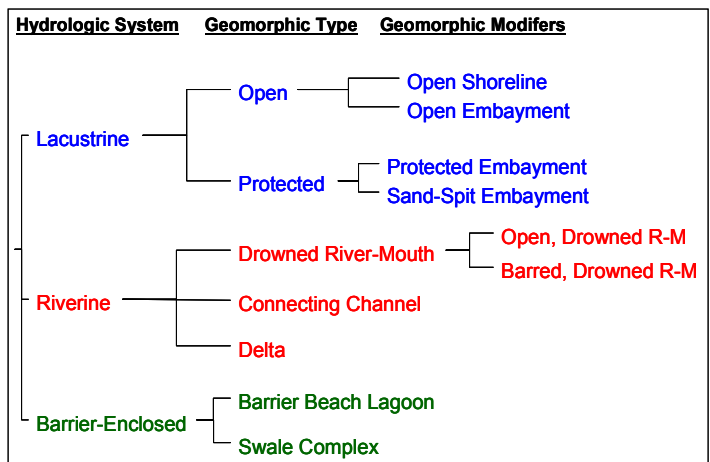 Hydrologic System Geomorphic Type Geomorphic Modifers
Open Shoreline
Open
Open Embayment
Lacustrine
Protected Embayment
Protected
Sand-Spit Embayment
Open, Drowned R-M
Drowned River-Mouth
Barred, Drowned R-M
Riverine
Connecting Channel
Delta
Barrier Beach Lagoon
Barrier-Enclosed
Swale Complex